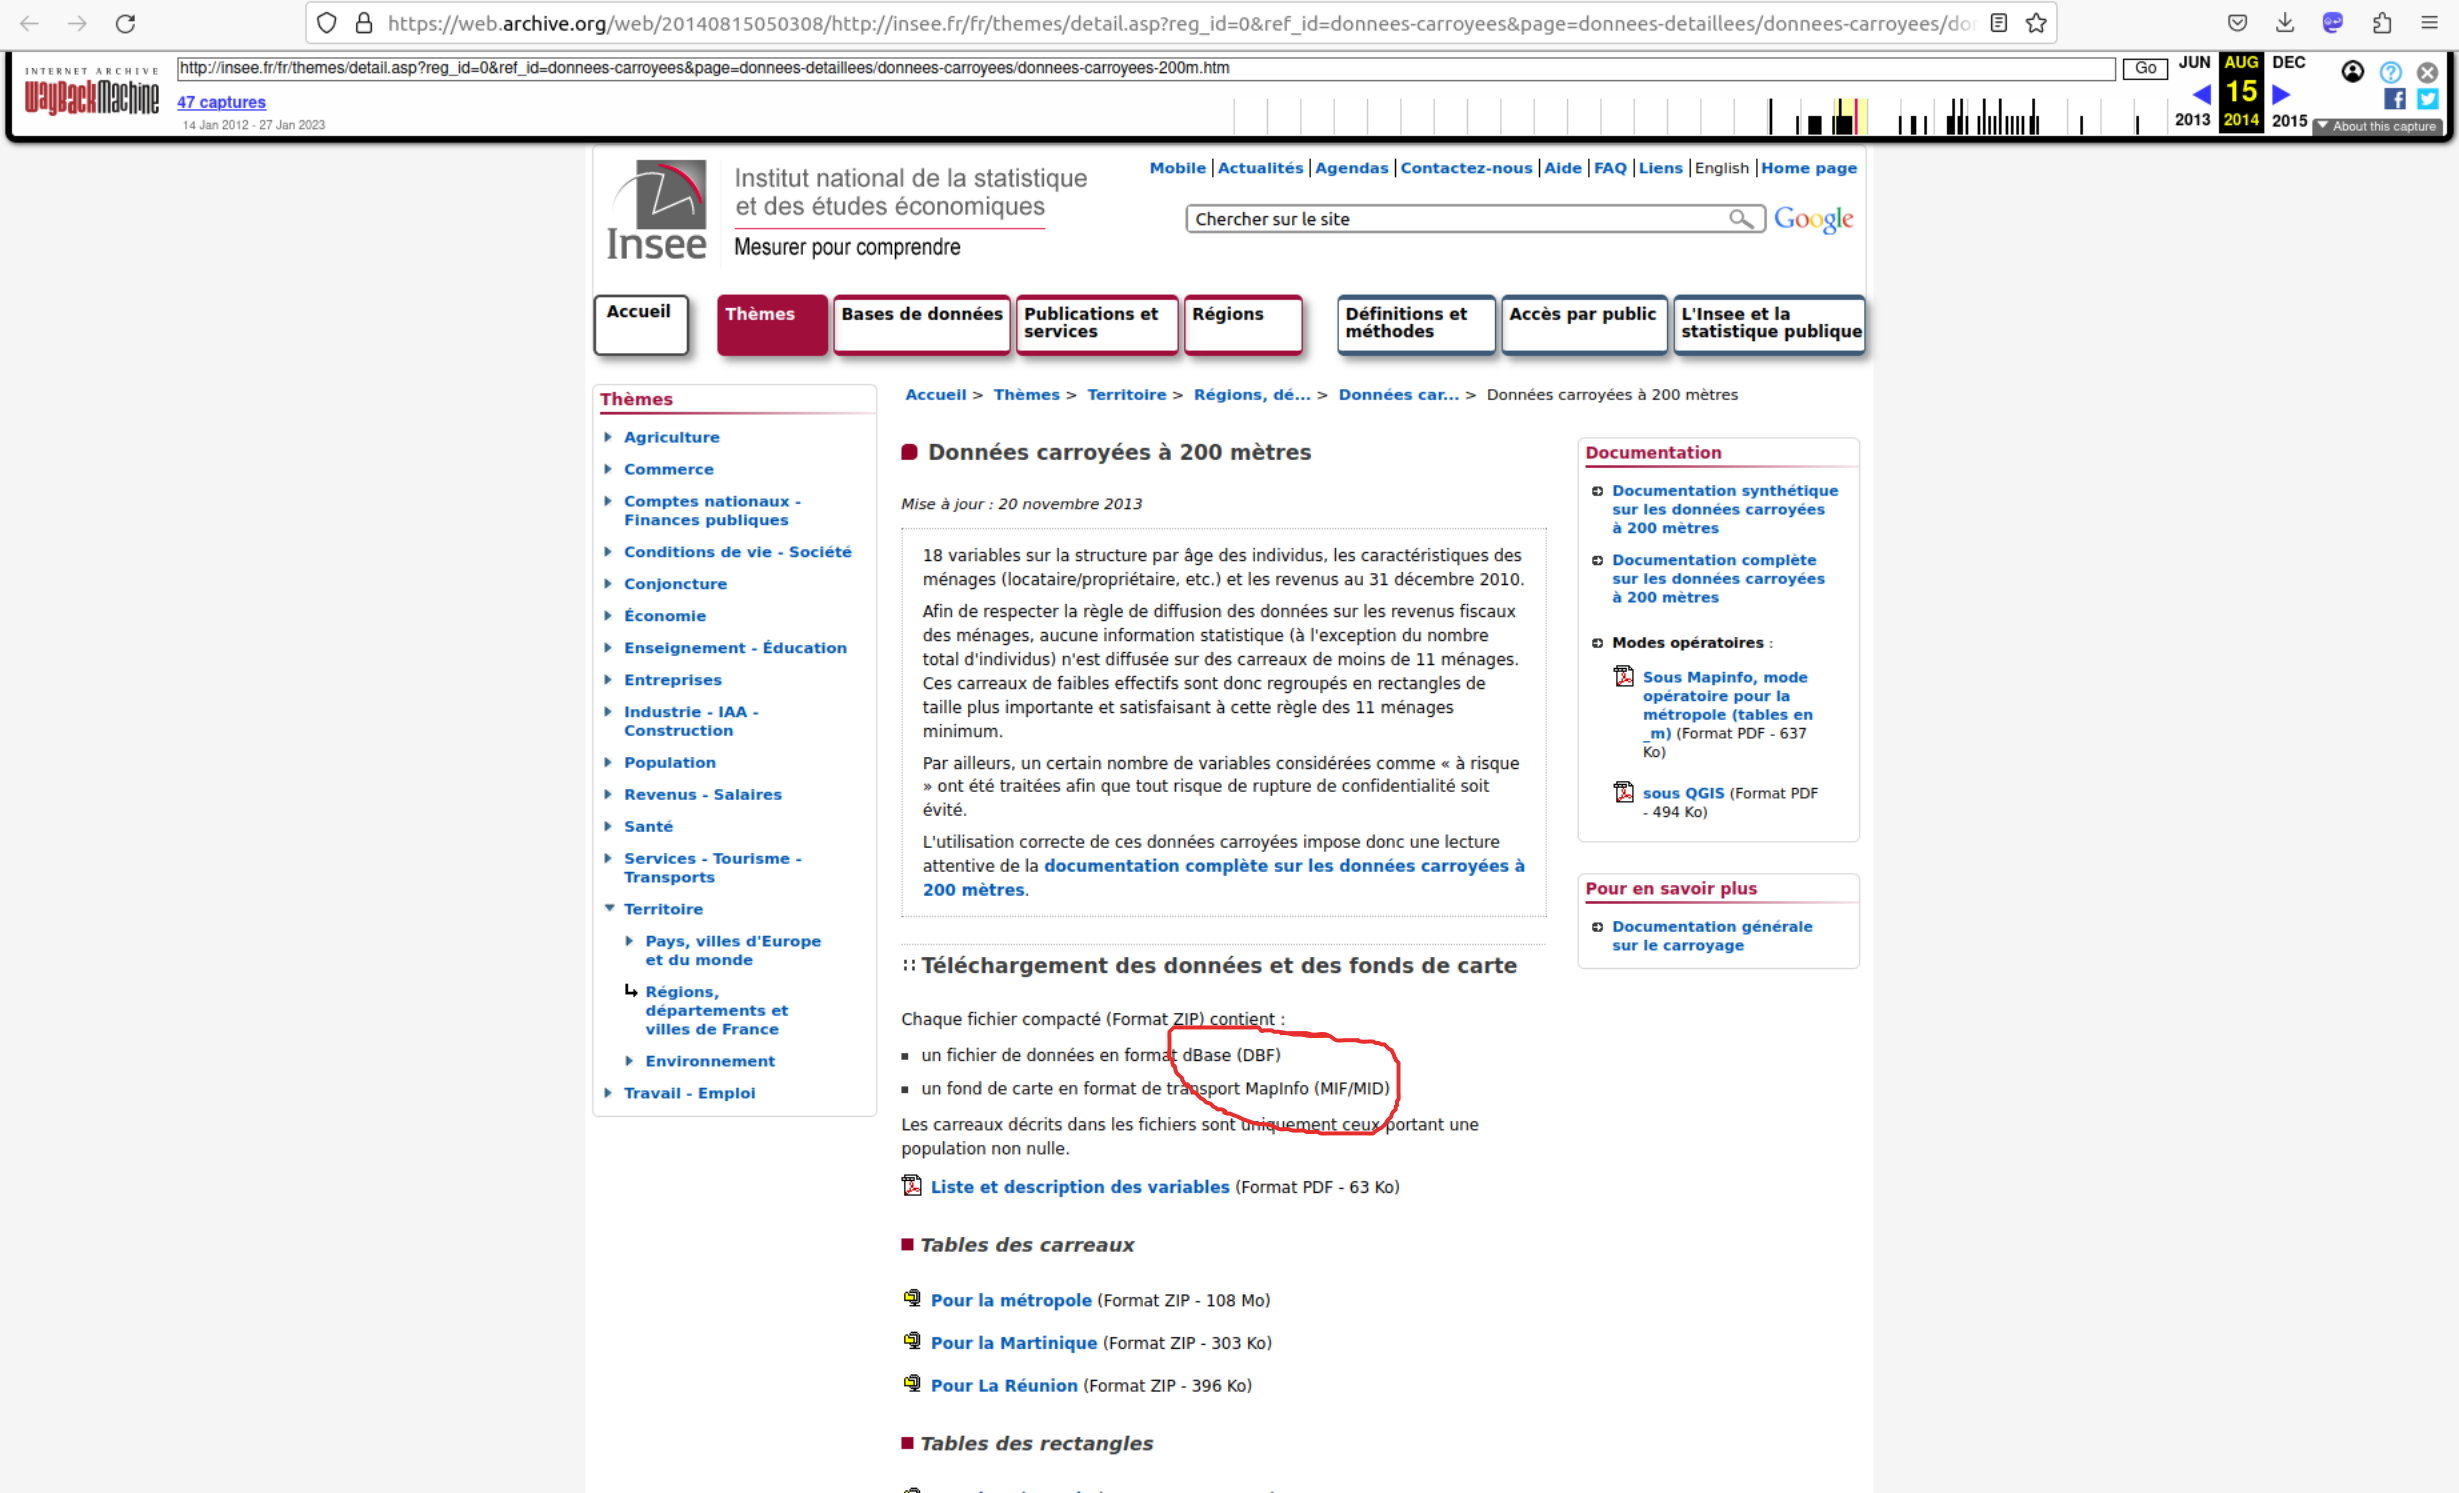 https://web.archive.org/web/20140815050308/http://insee.fr/fr/themes/detail.asp?reg_id=0&ref_id=donnees-carroyees&page=donnees-detaillees/donnees-carroyees/do
INTERNET ARCHIVE
WayBackMachine
http://insee.fr/fr/themes/detail.asp?reg_id=0&ref_id=donnees-carroyees&page=donnees-detaillees/donnees-carroyees/donnees-carroyees-200m.htm
Go
JUN AUG DEC
47 captures
15
14 Jan 2012 - 27 Jan 2023
2013 2014 2015
About this capture
Insee
Institut national de la statistique
et des études économiques
Mesurer pour comprendre
Mobile | Actualités | Agendas | Contactez-nous | Aide | FAQ | Liens | English | Home page
Chercher sur le site
Google
Accueil
Thèmes
Bases de données
Publications et
services
Régions
Définitions et
méthodes
Accès par public
L'Insee et la
statistique publique
Thèmes
Agriculture
Commerce
Comptes nationaux -
Finances publiques
Conditions de vie - Société
Conjoncture
Économie
Enseignement - Éducation
Entreprises
Industrie - IAA -
Construction
Population
Revenus - Salaires
Santé
Services - Tourisme -
Transports
Territoire
Pays, villes d'Europe
et du monde
Régions,
départements et
villes de France
Environnement
Travail - Emploi
Accueil > Thèmes > Territoire > Régions, dé... > Données car... > Données carroyées à 200 mètres
Données carroyées à 200 mètres
Mise à jour : 20 novembre 2013
18 variables sur la structure par âge des individus, les caractéristiques des
ménages (locataire/propriétaire, etc.) et les revenus au 31 décembre 2010.
Afin de respecter la règle de diffusion des données sur les revenus fiscaux
des ménages, aucune information statistique (à l'exception du nombre
total d'individus) n'est diffusée sur des carreaux de moins de 11 ménages.
Ces carreaux de faibles effectifs sont donc regroupés en rectangles de
taille plus importante et satisfaisant à cette règle des 11 ménages
minimum.
Par ailleurs, un certain nombre de variables considérées comme « à risque
» ont été traitées afin que tout risque de rupture de confidentialité soit
évité.
L'utilisation correcte de ces données carroyées impose donc une lecture
attentive de la documentation complète sur les données carroyées à
200 mètres.
Téléchargement des données et des fonds de carte
Chaque fichier compacté (Format ZIP) contient :
un fichier de données en format dBase (DBF)
un fond de carte en format de transport MapInfo (MIF/MID)
Les carreaux décrits dans les fichiers sont uniquement ceux portant une
population non nulle.
Liste et description des variables (Format PDF - 63 Ko)
Tables des carreaux
Pour la métropole (Format ZIP - 108 Mo)
Pour la Martinique (Format ZIP - 303 Ko)
Pour La Réunion (Format ZIP - 396 Ko)
Tables des rectangles
Documentation
Documentation synthétique
sur les données carroyées
à 200 mètres
Documentation complète
sur les données carroyées
à 200 mètres
Modes opératoires :
Sous Mapinfo, mode
opératoire pour la
métropole (tables en
_m) (Format PDF - 637
Ko)
sous QGIS (Format PDF
- 494 Ko)
Pour en savoir plus
Documentation générale
sur le carroyage